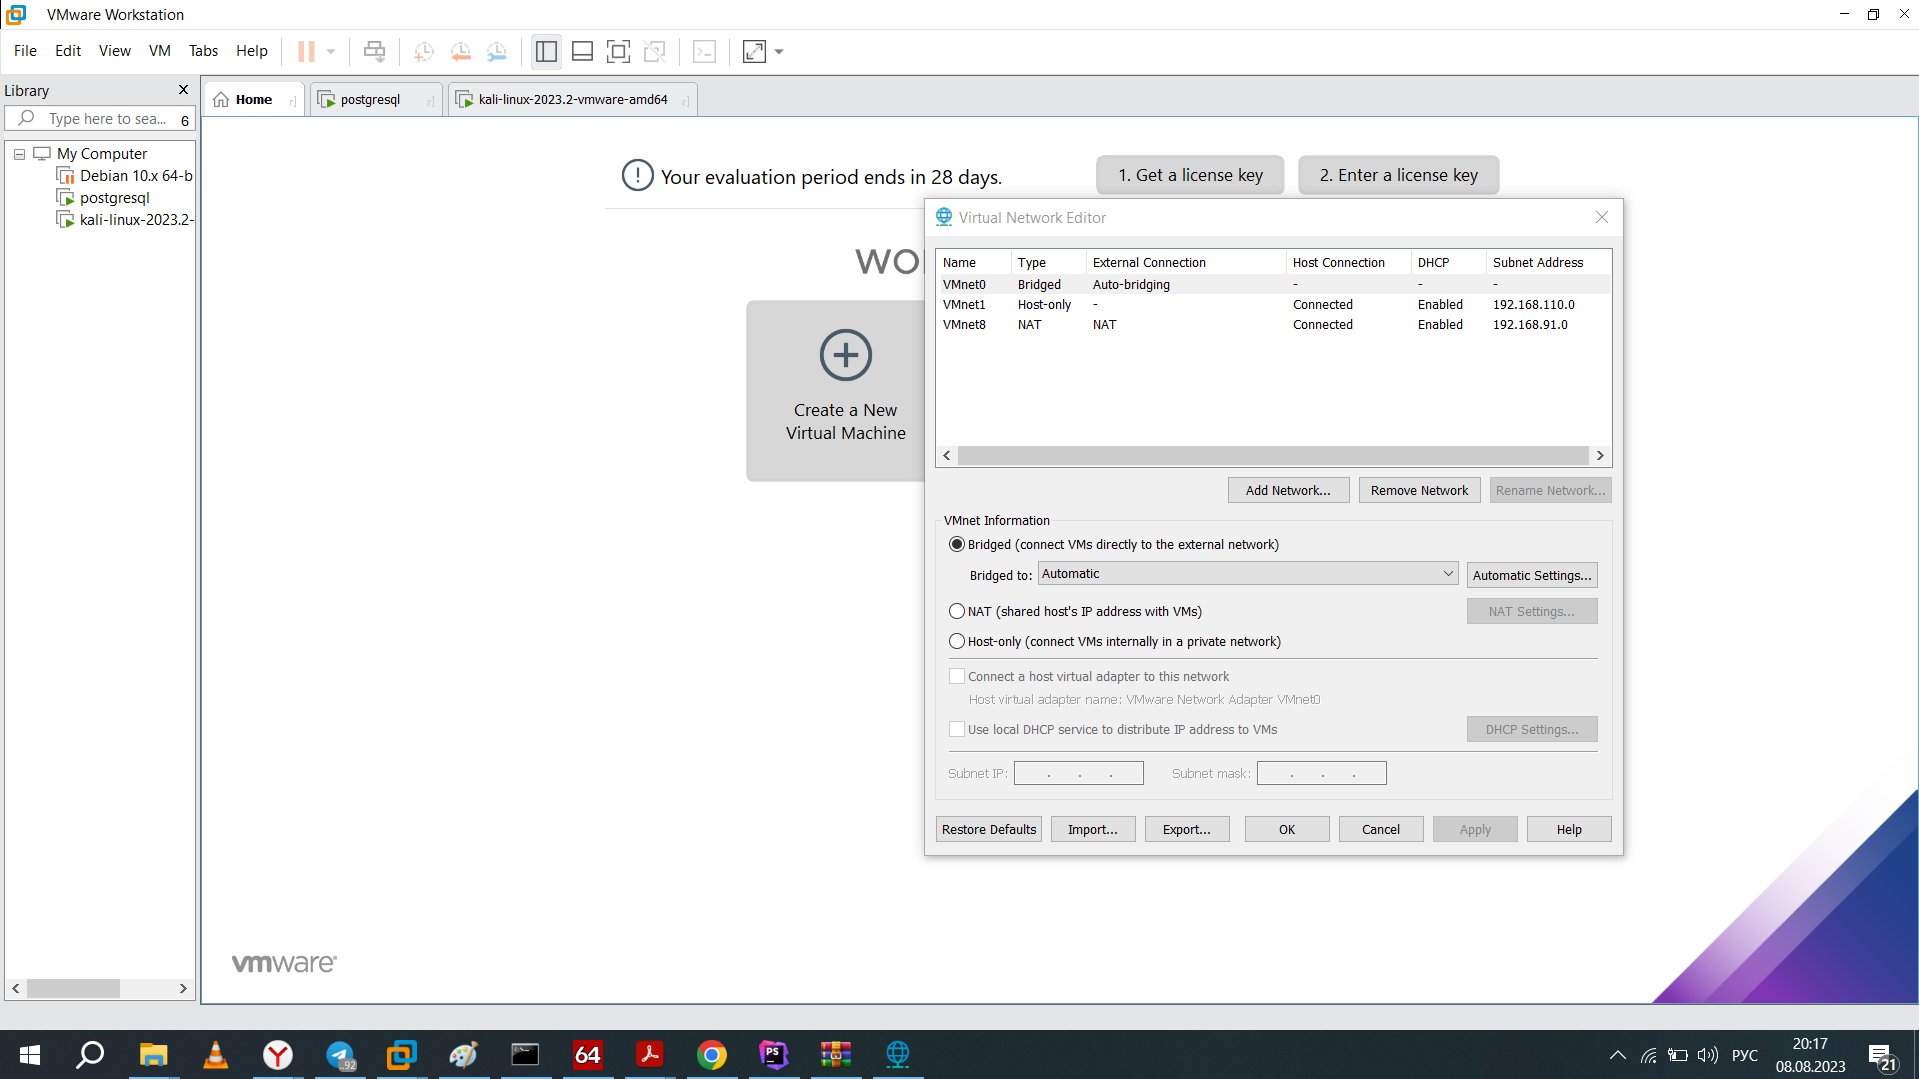 VMware Workstation
File Edit View VM Tabs Help
Library
Type here to sea... 6
My Computer
Debian 10.x 64-b
postgresql
kali-linux-2023.2-
Home
postgresql
kali-linux-2023.2-vmware-amd64
Your evaluation period ends in 28 days.
1. Get a license key
2. Enter a license key
WO
Create a New
Virtual Machine
Virtual Network Editor
Name Type External Connection Host Connection DHCP Subnet Address
VMnet0 Bridged Auto-bridging - - -
VMnet1 Host-only - Connected Enabled 192.168.110.0
VMnet8 NAT NAT Connected Enabled 192.168.91.0
Add Network... Remove Network Rename Network...
VMnet Information
Bridged (connect VMs directly to the external network)
Bridged to: Automatic Automatic Settings...
NAT (shared host's IP address with VMs) NAT Settings...
Host-only (connect VMs internally in a private network)
Connect a host virtual adapter to this network
Host virtual adapter name: VMware Network Adapter VMnet0
Use local DHCP service to distribute IP address to VMs DHCP Settings...
Subnet IP: . . . Subnet mask: . . .
Restore Defaults Import... Export... OK Cancel Apply Help
vmware
92
64
PS
РУС
20:17
08.08.2023
21